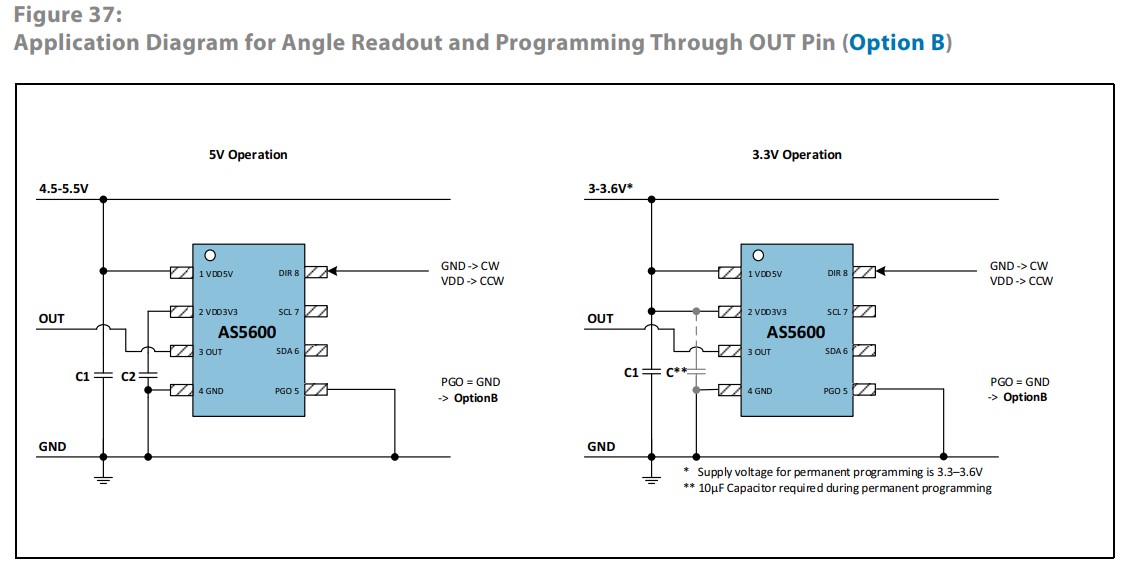 Figure 37:
Application Diagram for Angle Readout and Programming Through OUT Pin (Option B)
5V Operation
4.5-5.5V
1 VDD5V
DIR 8
GND -> CW
VDD -> CCW
2 VDD3V3
SCL 7
OUT
AS5600
3 OUT
SDA 6
C1
C2
4 GND
PGO 5
PGO = GND
-> OptionB
GND
3.3V Operation
3-3.6V*
1 VDD5V
DIR 8
GND -> CW
VDD -> CCW
2 VDD3V3
SCL 7
OUT
AS5600
3 OUT
SDA 6
C1
C**
4 GND
PGO 5
PGO = GND
-> OptionB
GND
* Supply voltage for permanent programming is 3.3–3.6V
** 10µF Capacitor required during permanent programming